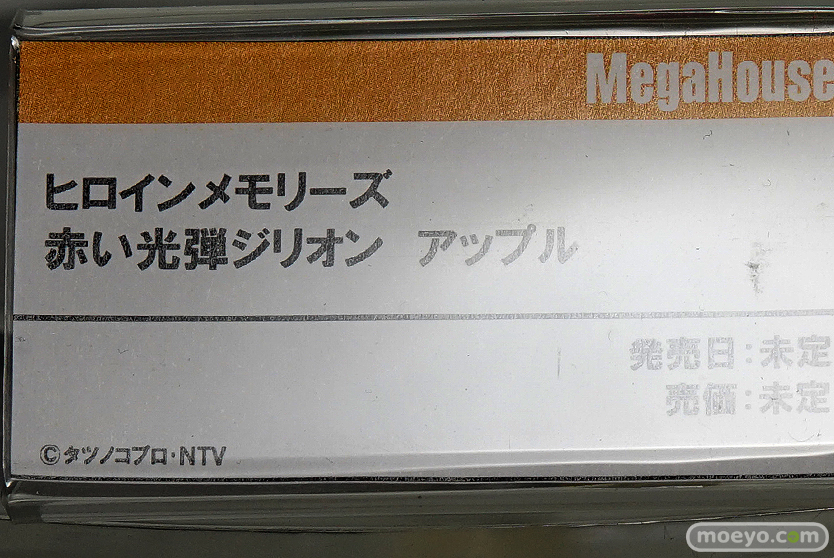 MegaHouse
ヒロインメモリーズ
赤い光弾ジリオン　アップル
発売日：未定
売価：未定
©タツノコプロ・NTV
moeyo.com